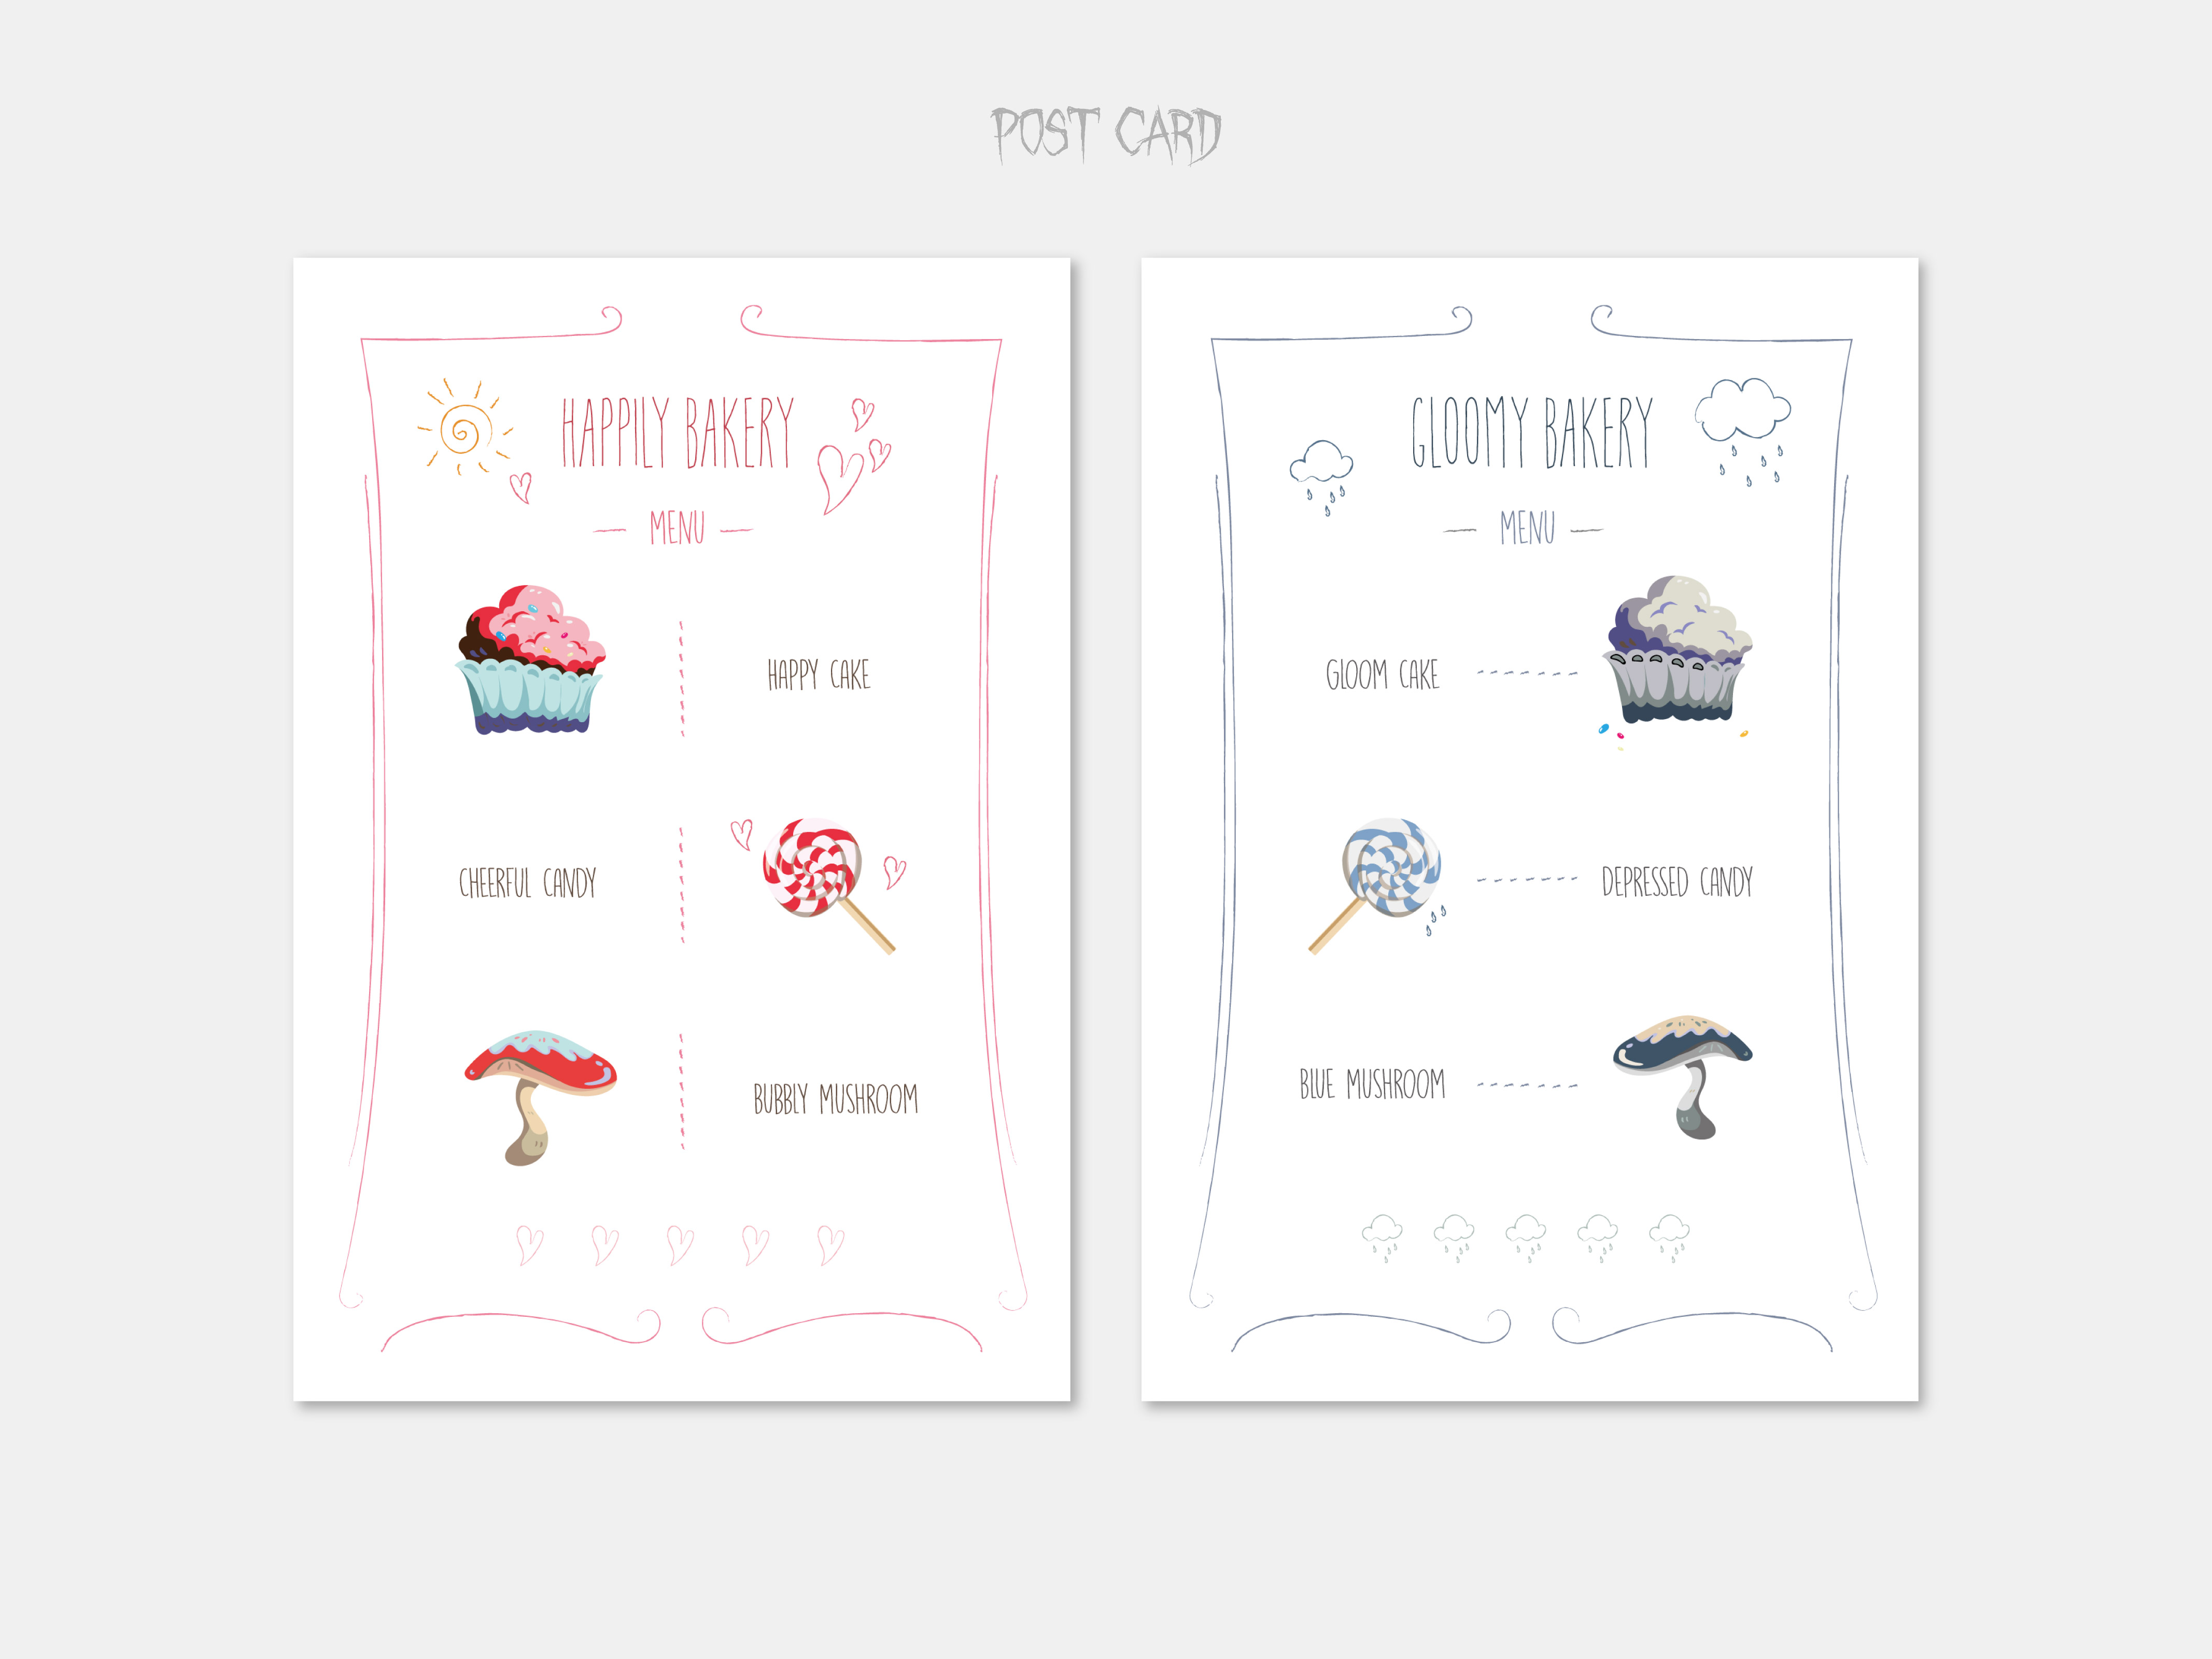 POST CARD
HAPPILY BAKERY
MENU
HAPPY CAKE
CHEERFUL CANDY
BUBBLY MUSHROOM
GLOOMY BAKERY
MENU
GLOOM CAKE
DEPRESSED CANDY
BLUE MUSHROOM